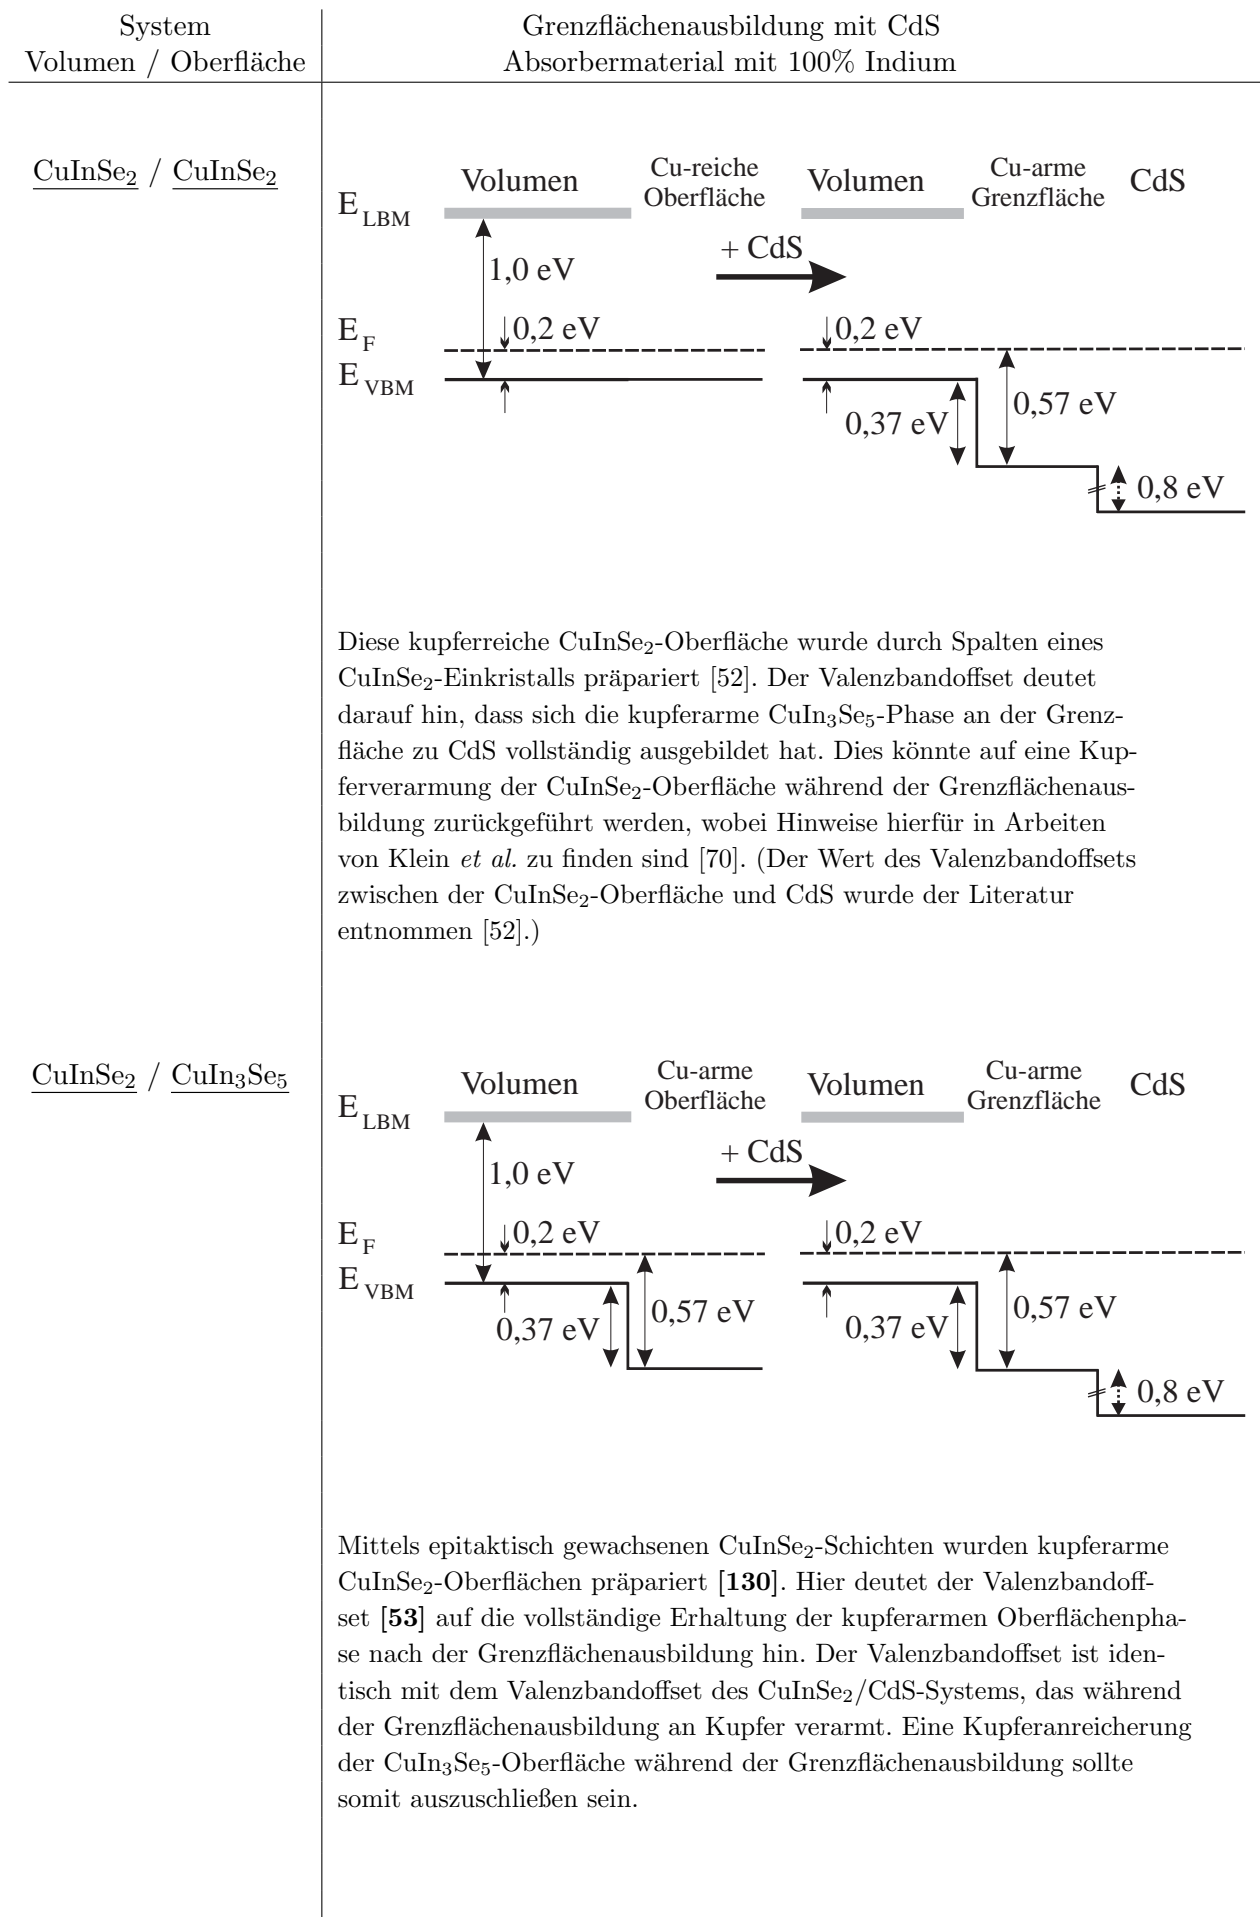 System
Volumen / Oberfläche
Grenzflächenausbildung mit CdS
Absorbermaterial mit 100% Indium
CuInSe₂ / CuInSe₂
Volumen
Cu-reiche
Oberfläche
Volumen
Cu-arme
Grenzfläche
CdS
E LBM
+ CdS
1,0 eV
E F
0,2 eV
0,2 eV
E VBM
0,37 eV
0,57 eV
0,8 eV
Diese kupferreiche CuInSe₂-Oberfläche wurde durch Spalten eines
CuInSe₂-Einkristalls präpariert [52]. Der Valenzbandoffset deutet
darauf hin, dass sich die kupferarme CuIn₃Se₅-Phase an der Grenz-
fläche zu CdS vollständig ausgebildet hat. Dies könnte auf eine Kup-
ferverarmung der CuInSe₂-Oberfläche während der Grenzflächenaus-
bildung zurückgeführt werden, wobei Hinweise hierfür in Arbeiten
von Klein et al. zu finden sind [70]. (Der Wert des Valenzbandoffsets
zwischen der CuInSe₂-Oberfläche und CdS wurde der Literatur
entnommen [52].)
CuInSe₂ / CuIn₃Se₅
Volumen
Cu-arme
Oberfläche
Volumen
Cu-arme
Grenzfläche
CdS
E LBM
+ CdS
1,0 eV
E F
0,2 eV
0,2 eV
E VBM
0,37 eV
0,57 eV
0,37 eV
0,57 eV
0,8 eV
Mittels epitaktisch gewachsenen CuInSe₂-Schichten wurden kupferarme
CuInSe₂-Oberflächen präpariert [130]. Hier deutet der Valenzbandoff-
set [53] auf die vollständige Erhaltung der kupferarmen Oberflächenpha-
se nach der Grenzflächenausbildung hin. Der Valenzbandoffset ist iden-
tisch mit dem Valenzbandoffset des CuInSe₂/CdS-Systems, das während
der Grenzflächenausbildung an Kupfer verarmt. Eine Kupferanreicherung
der CuIn₃Se₅-Oberfläche während der Grenzflächenausbildung sollte
somit auszuschließen sein.